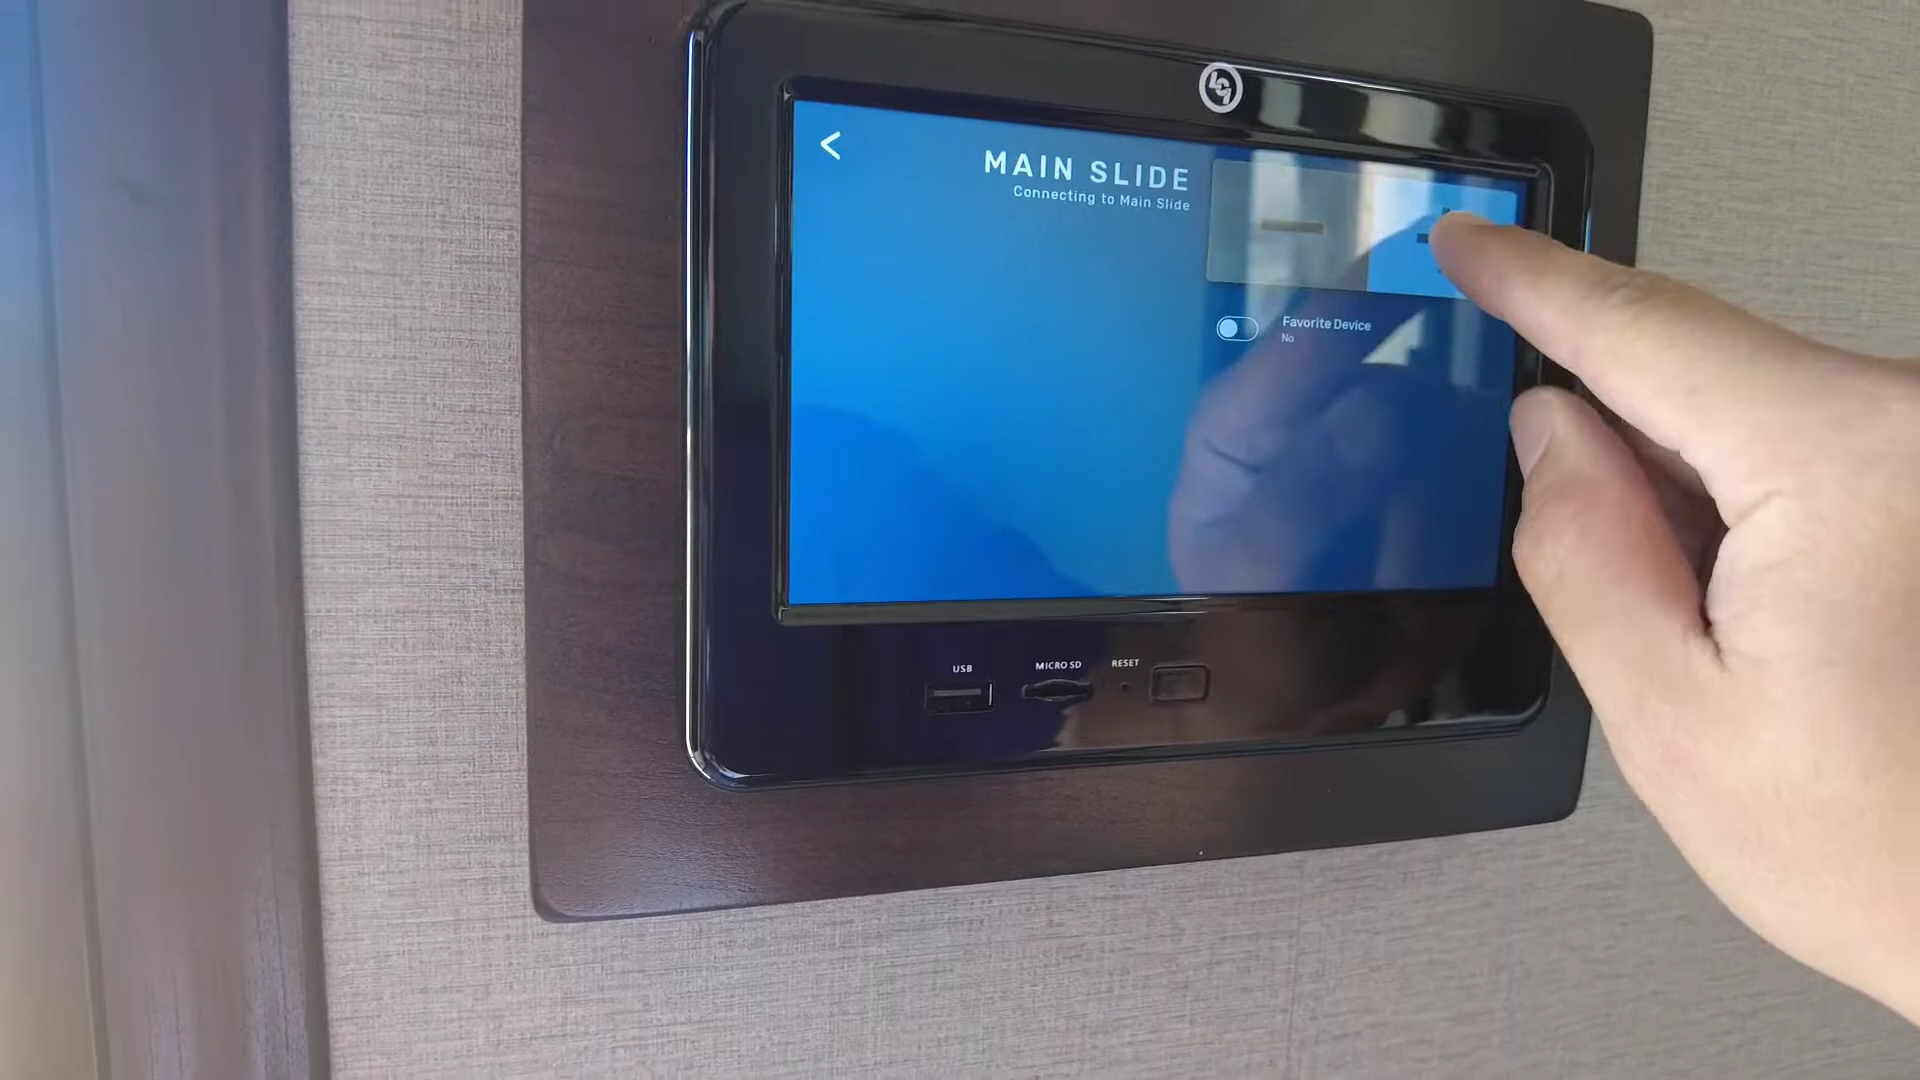 MAIN SLIDE
Connecting to Main Slide
Favorite Device
No
USB
MICRO SD
RESET